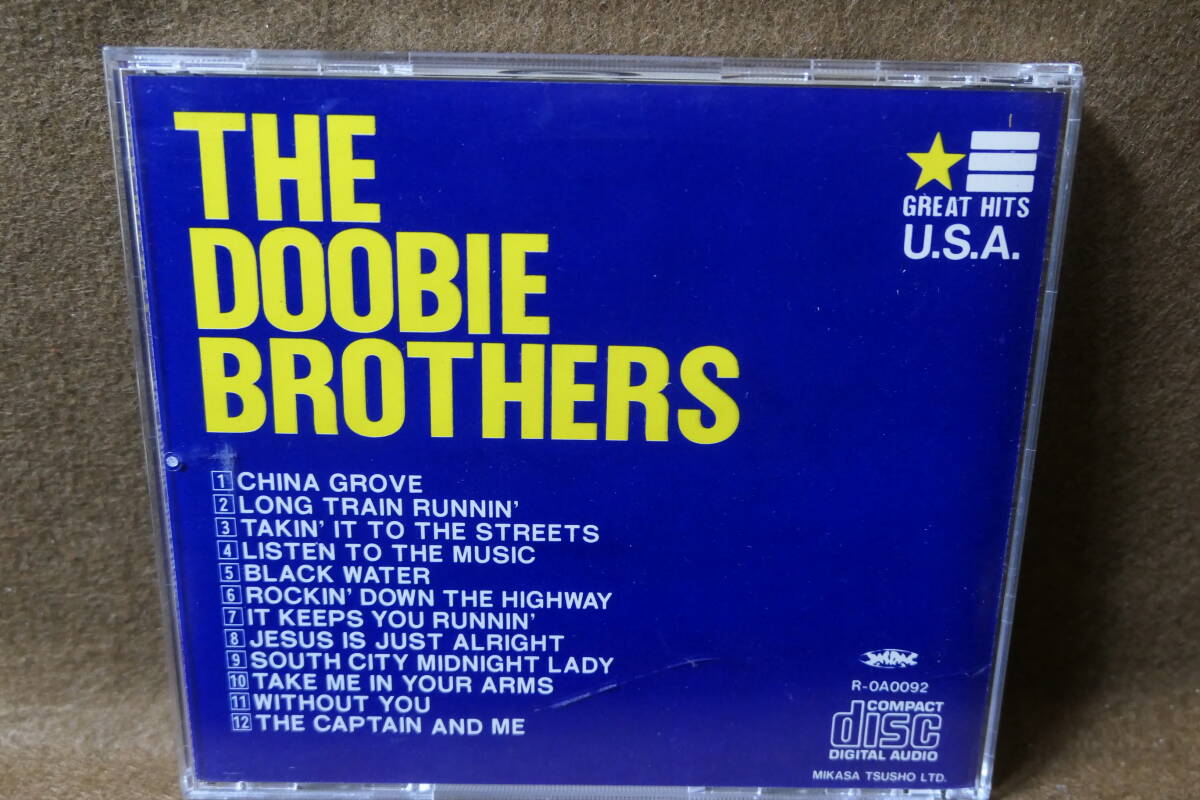 THE
DOOBIE
BROTHERS
GREAT HITS
U.S.A.
1 CHINA GROVE
2 LONG TRAIN RUNNIN'
3 TAKIN' IT TO THE STREETS
4 LISTEN TO THE MUSIC
5 BLACK WATER
6 ROCKIN' DOWN THE HIGHWAY
7 IT KEEPS YOU RUNNIN'
8 JESUS IS JUST ALRIGHT
9 SOUTH CITY MIDNIGHT LADY
10 TAKE ME IN YOUR ARMS
11 WITHOUT YOU
12 THE CAPTAIN AND ME
R-0A0092
COMPACT
disc
DIGITAL AUDIO
MIKASA TSUSHO LTD.